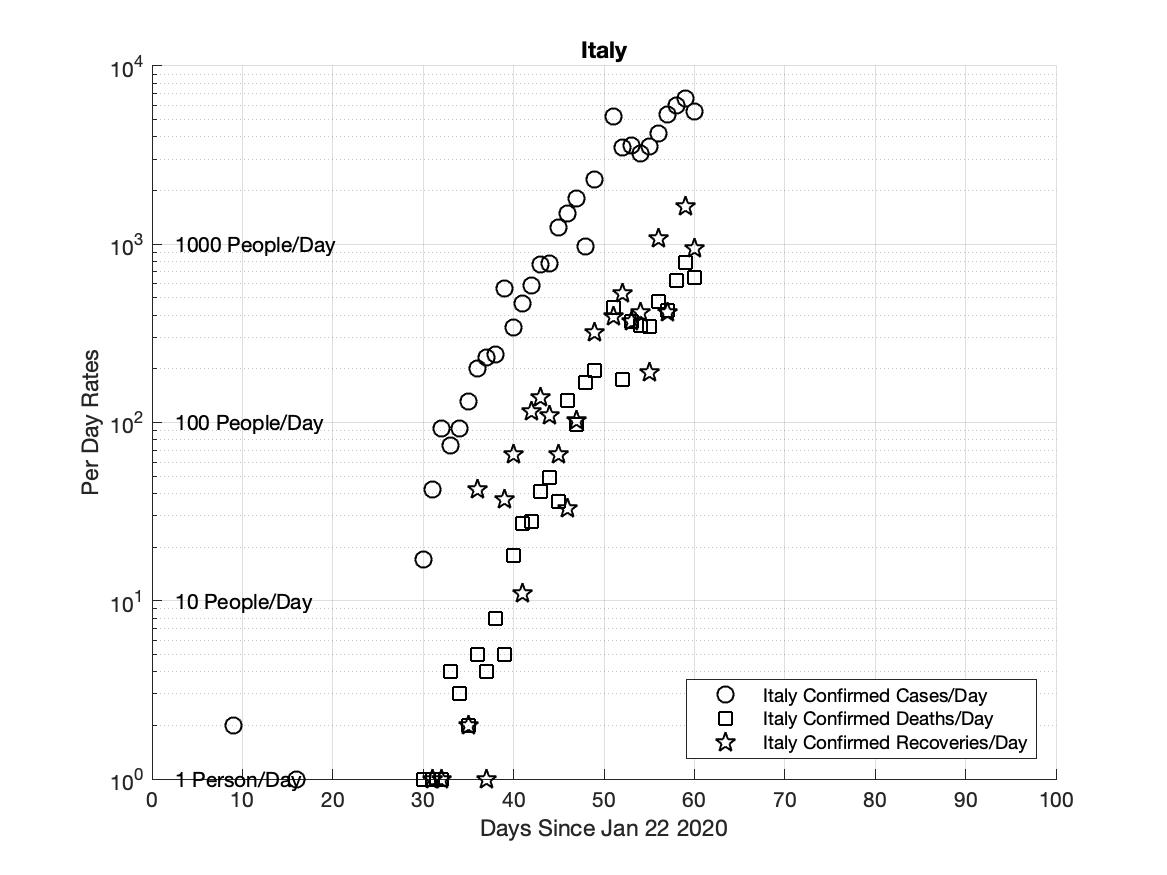 Italy
10^4
10^3
10^2
10^1
10^0
1000 People/Day
100 People/Day
10 People/Day
1 Person/Day
Per Day Rates
Italy Confirmed Cases/Day
Italy Confirmed Deaths/Day
Italy Confirmed Recoveries/Day
0 10 20 30 40 50 60 70 80 90 100
Days Since Jan 22 2020